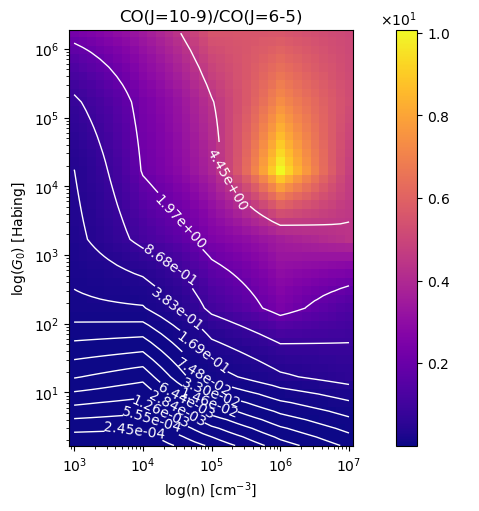 CO(J=10-9)/CO(J=6-5)
×10¹
10⁶
10⁵
10⁴
10³
10²
10¹
log(G₀) [Habing]
4.45e+00
1.97e+00
8.68e-01
3.83e-01
1.69e-01
7.48e-02
3.30e-02
1.46e-02
6.44e-03
2.84e-03
1.26e-03
5.55e-04
2.45e-04
10³
10⁴
10⁵
10⁶
10⁷
log(n) [cm⁻³]
1.0
0.8
0.6
0.4
0.2